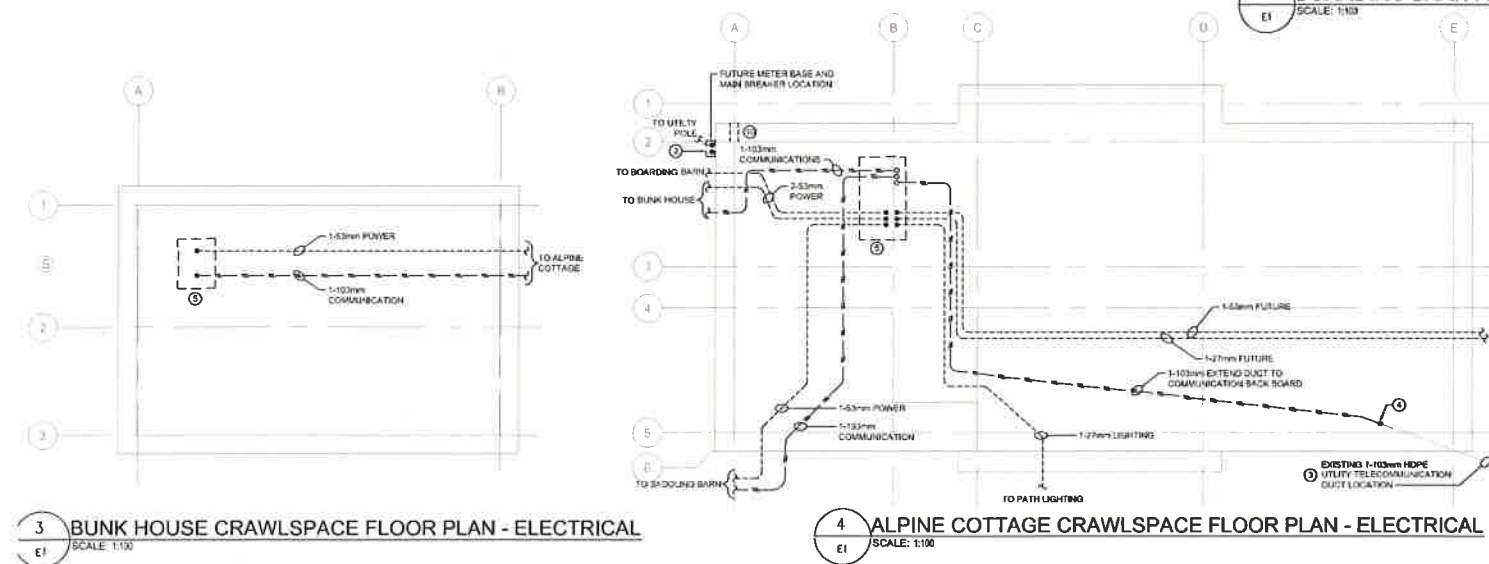 E1
SCALE: 1:100
A
B
1
2
3
1-53mm POWER
TO ALPINE
COTTAGE
1-103mm
COMMUNICATION
5
3
E1
BUNK HOUSE CRAWLSPACE FLOOR PLAN - ELECTRICAL
SCALE: 1:100
A
B
C
D
E
1
2
3
4
5
6
FUTURE METER BASE AND
MAIN BREAKER LOCATION
TO UTILITY
POLE
1-103mm
COMMUNICATIONS
TO BOARDING BARN
2-53mm
POWER
TO BUNK HOUSE
5
1-53mm FUTURE
1-27mm FUTURE
1-103mm EXTEND DUCT TO
COMMUNICATION BACK BOARD
4
1-53mm POWER
1-103mm
COMMUNICATION
1-27mm LIGHTING
TO SADDLING BARN
TO PATH LIGHTING
EXISTING 1-103mm HDPE
3 UTILITY TELECOMMUNICATION
DUCT LOCATION
4
E1
ALPINE COTTAGE CRAWLSPACE FLOOR PLAN - ELECTRICAL
SCALE: 1:100